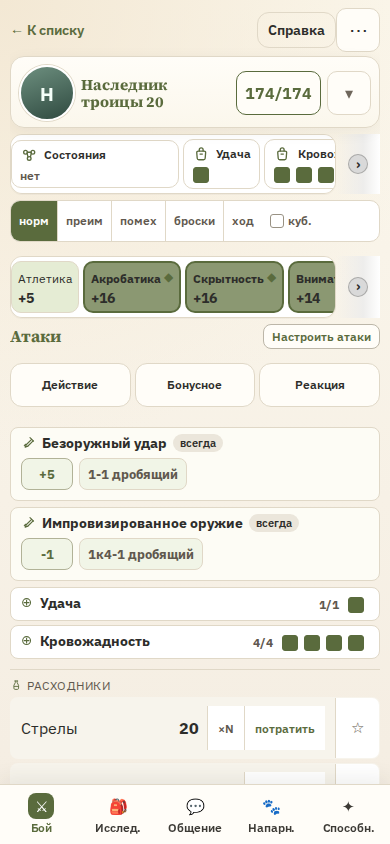 ← К списку
Справка
...
Н
Наследник
троицы 20
174/174
▼
Состояния
нет
Удача
Крово
›
норм
преим
помех
броски
ход
куб.
Атлетика
+5
Акробатика
+16
Скрытность
+16
Внима
+14
›
Атаки
Настроить атаки
Действие
Бонусное
Реакция
Безоружный удар
всегда
+5
1-1 дробящий
Импровизированное оружие
всегда
-1
1к4-1 дробящий
Удача
1/1
Кровожадность
4/4
РАСХОДНИКИ
Стрелы
20
×N
потратить
Бой
Исслед.
Общение
Напарн.
Способн.